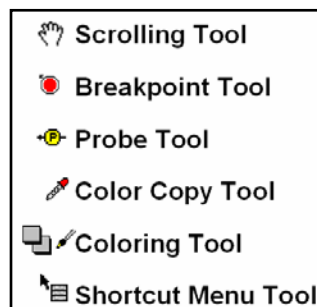 Scrolling Tool
Breakpoint Tool
P Probe Tool
Color Copy Tool
Coloring Tool
Shortcut Menu Tool